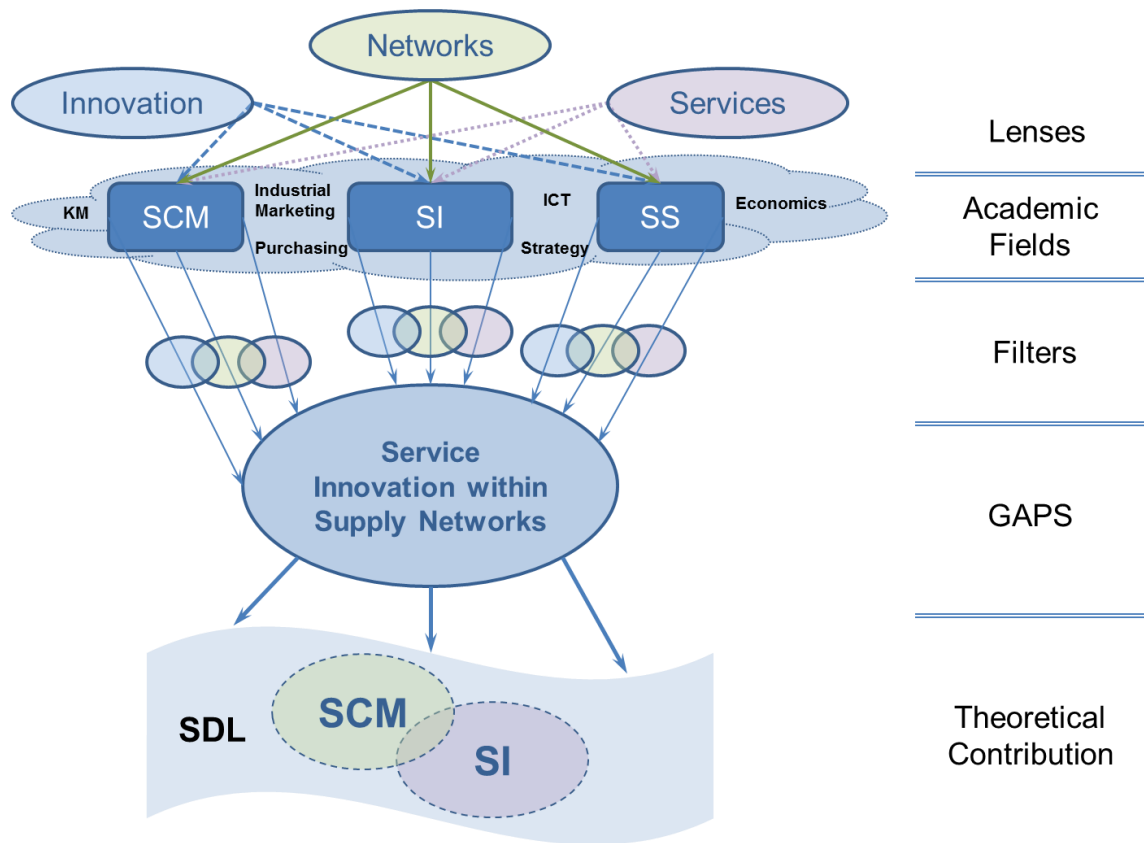 Networks
Innovation
Services
Lenses
KM
SCM
Industrial
Marketing
Purchasing
SI
ICT
Strategy
SS
Economics
Academic
Fields
Filters
Service
Innovation within
Supply Networks
GAPS
SDL
SCM
SI
Theoretical
Contribution